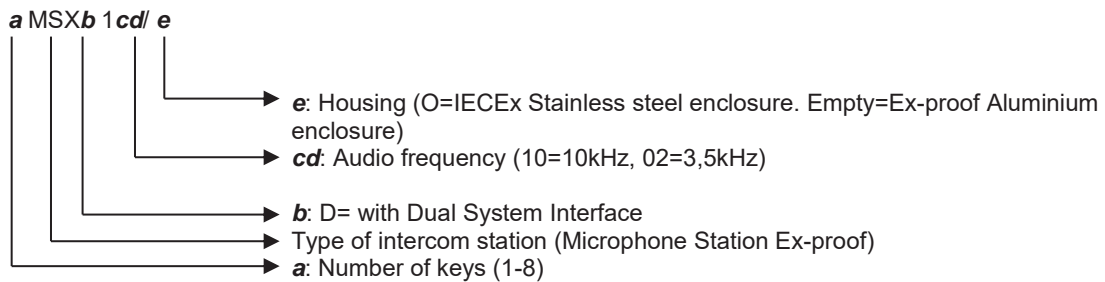 a MSXb 1cd/ e
e: Housing (O=IECEx Stainless steel enclosure. Empty=Ex-proof Aluminium
enclosure)
cd: Audio frequency (10=10kHz, 02=3,5kHz)
b: D= with Dual System Interface
Type of intercom station (Microphone Station Ex-proof)
a: Number of keys (1-8)